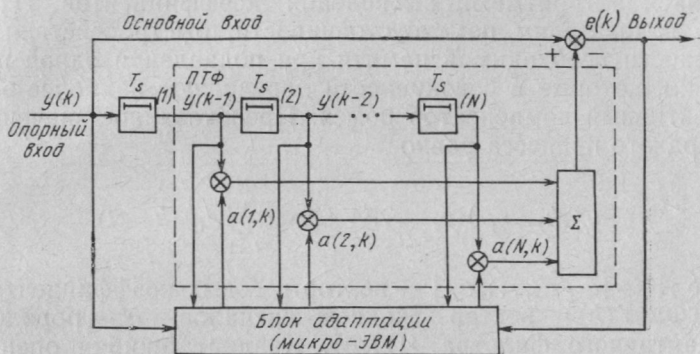 Основной вход
e(k) Выход
+ −
ПТФ
T_s (1) T_s (2) T_s (N)
y(k) y(k-1) y(k-2) ...
Опорный
вход
a(1,k)
a(2,k)
a(N,k)
Σ
Блок адаптации
(микро-ЭВМ)